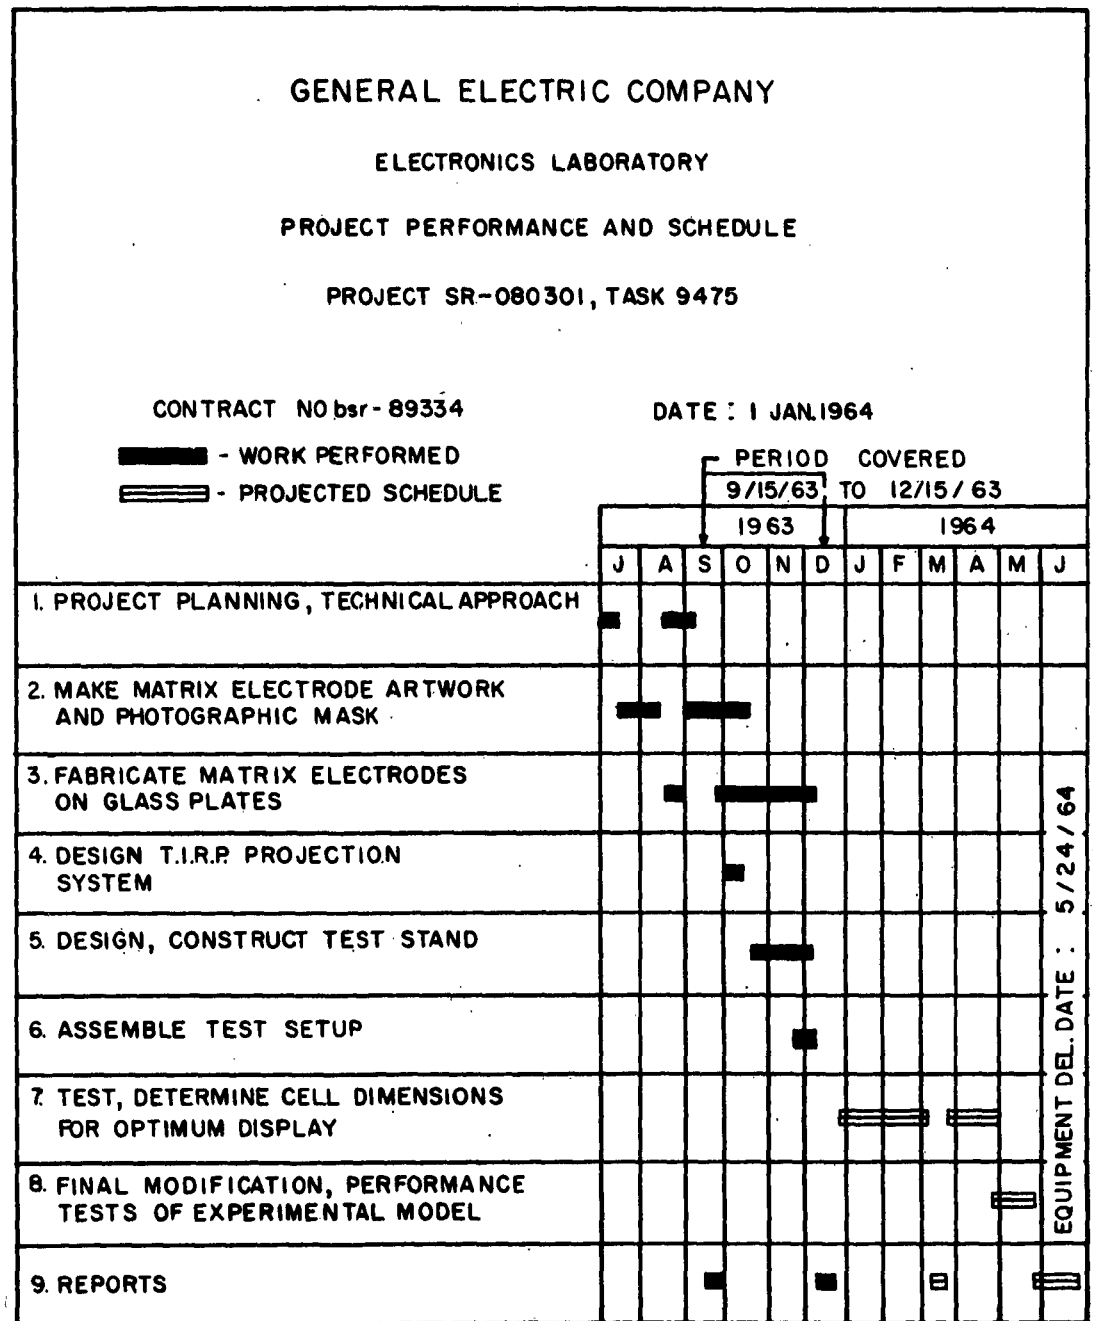 GENERAL ELECTRIC COMPANY
ELECTRONICS LABORATORY
PROJECT PERFORMANCE AND SCHEDULE
PROJECT SR-080301, TASK 9475
CONTRACT NO bsr-89334
DATE : 1 JAN. 1964
- WORK PERFORMED
- PROJECTED SCHEDULE
PERIOD COVERED
9/15/63 TO 12/15/63
1963 1964
J A S O N D J F M A M J
1. PROJECT PLANNING, TECHNICAL APPROACH
2. MAKE MATRIX ELECTRODE ARTWORK
AND PHOTOGRAPHIC MASK
3. FABRICATE MATRIX ELECTRODES
ON GLASS PLATES
4. DESIGN T.I.R.P. PROJECTION
SYSTEM
5. DESIGN, CONSTRUCT TEST STAND
6. ASSEMBLE TEST SETUP
7. TEST, DETERMINE CELL DIMENSIONS
FOR OPTIMUM DISPLAY
8. FINAL MODIFICATION, PERFORMANCE
TESTS OF EXPERIMENTAL MODEL
9. REPORTS
EQUIPMENT DEL. DATE : 5/24/64